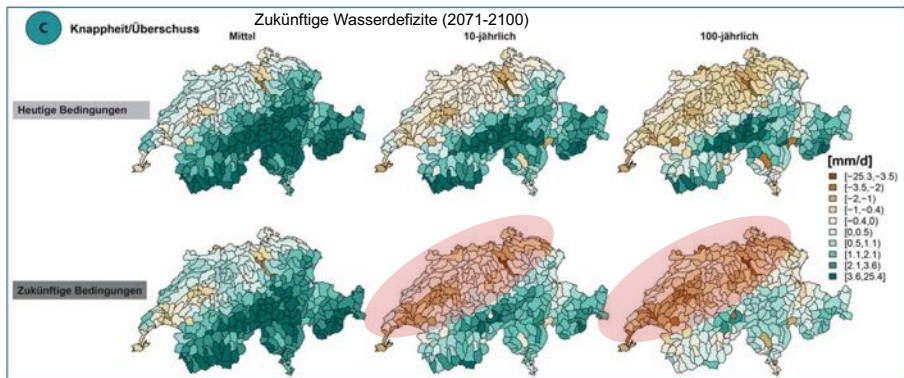 Zukünftige Wasserdefizite (2071-2100)
C Knappheit/Überschuss
Mittel 10-jährlich 100-jährlich
Heutige Bedingungen
[mm/d]
[−25.3,−3.5)
[−3.5,−2)
[−2,−1)
[−1,−0.4)
[−0.4,0)
[0,0.5)
[0.5,1.1)
[1.1,2.1)
[2.1,3.6)
[3.6,25.4]
Zukünftige Bedingungen